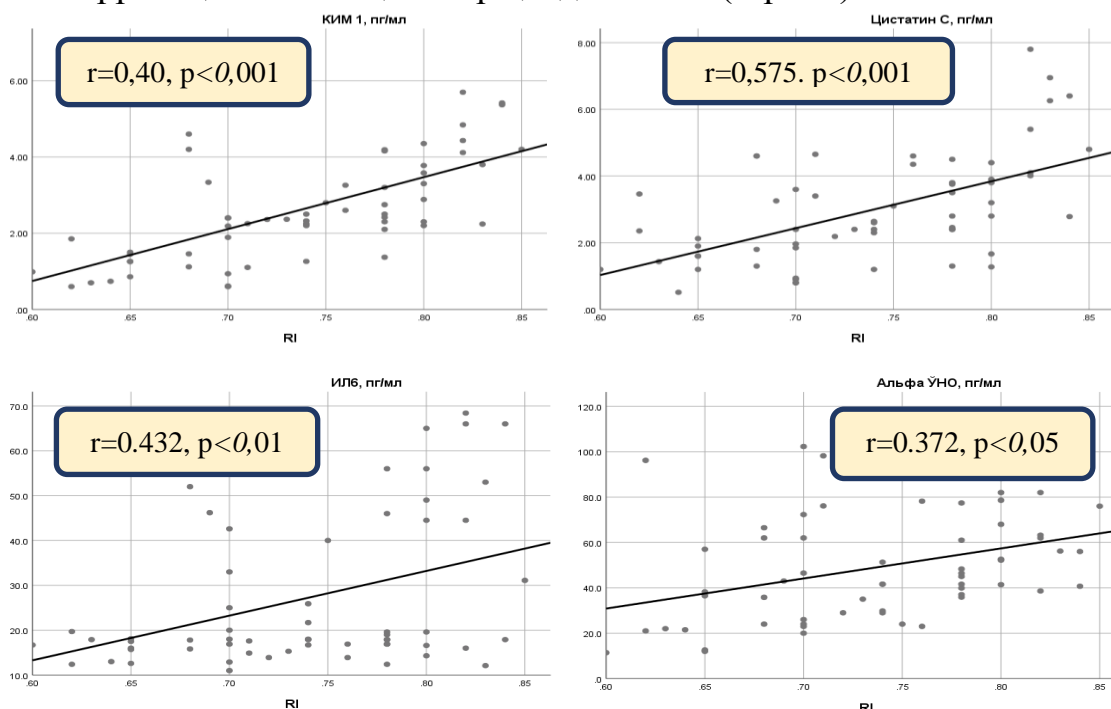 КИМ 1, пг/мл
r=0,40, p<0,001
6.00
4.00
2.00
.00
.60 .65 .70 .75 .80 .85
RI
Цистатин С, пг/мл
r=0,575. p<0,001
8.00
6.00
4.00
2.00
.00
.60 .65 .70 .75 .80 .85
RI
ИЛ6, пг/мл
r=0.432, p<0,01
70.0
60.0
50.0
40.0
30.0
20.0
10.0
.60 .65 .70 .75 .80 .85
RI
Альфа ЎНО, пг/мл
r=0.372, p<0,05
120.0
100.0
80.0
60.0
40.0
20.0
.0
.60 .65 .70 .75 .80 .85
RI